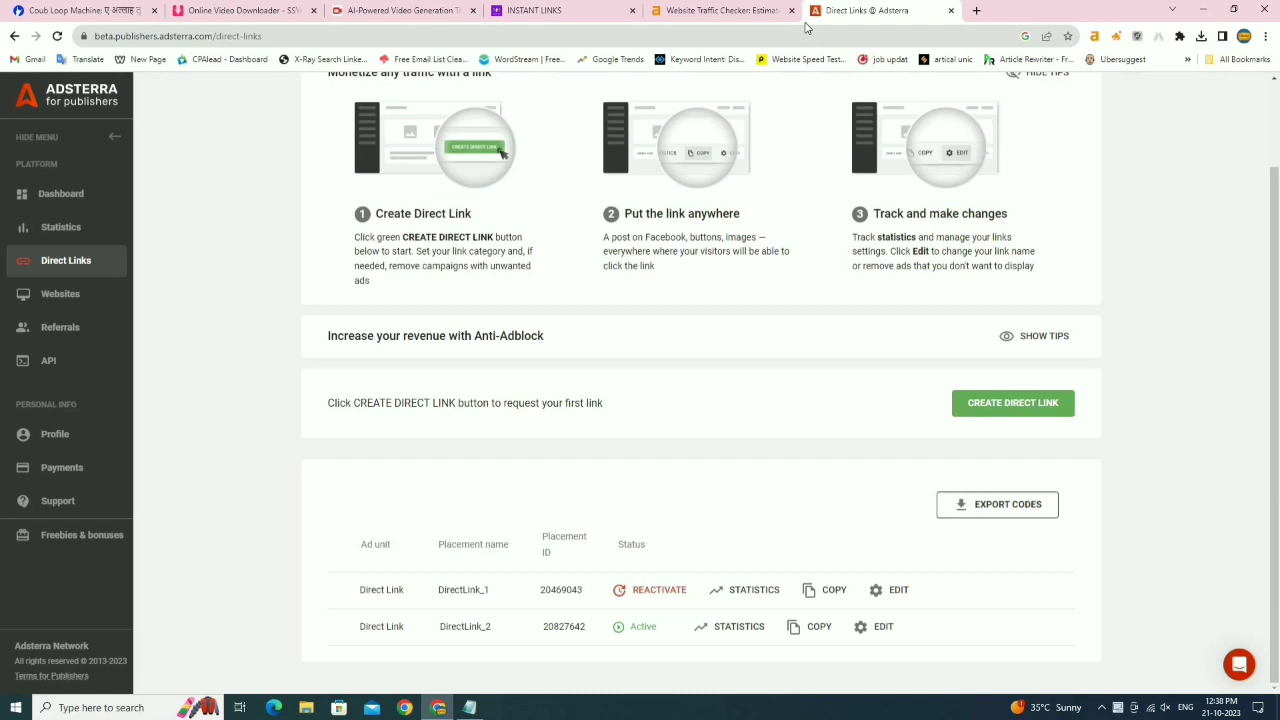 Coupen Codes, Promo
Online Video Downloader - SSY
AI-Powered Video Generation T
INSTANT LINKS
Website Traffic Checker: Estimat
Direct Links @ Adsterra
beta.publishers.adsterra.com/direct-links
Gmail
Translate
New Page
CPAlead - Dashboard
X-Ray Search Linke...
Free Email List Clea...
WordStream | Free...
Google Trends
Keyword Intent: Dis...
Website Speed Test...
job updat
artical unic
Article Rewriter - Fr...
Ubersuggest
All Bookmarks
ADSTERRA
for publishers
HIDE MENU
PLATFORM
Dashboard
Statistics
Direct Links
Websites
Referrals
API
PERSONAL INFO
Profile
Payments
Support
Freebies & bonuses
Adsterra Network
All rights reserved © 2013-2023
Terms for Publishers
Monetize any traffic with a link
HIDE TIPS
CREATE DIRECT LINK
COPY
COPY EDIT
1 Create Direct Link
Click green CREATE DIRECT LINK button
below to start. Set your link category and, if
needed, remove campaigns with unwanted
ads
2 Put the link anywhere
A post on Facebook, buttons, images —
everywhere where your visitors will be able to
click the link
3 Track and make changes
Track statistics and manage your links
settings. Click Edit to change your link name
or remove ads that you don't want to display
Increase your revenue with Anti-Adblock
SHOW TIPS
Click CREATE DIRECT LINK button to request your first link
CREATE DIRECT LINK
EXPORT CODES
Ad unit
Placement name
Placement
ID
Status
Direct Link DirectLink_1 20469043 REACTIVATE STATISTICS COPY EDIT
Direct Link DirectLink_2 20827642 Active STATISTICS COPY EDIT
Type here to search
35°C Sunny
ENG
12:38 PM
21-10-2023